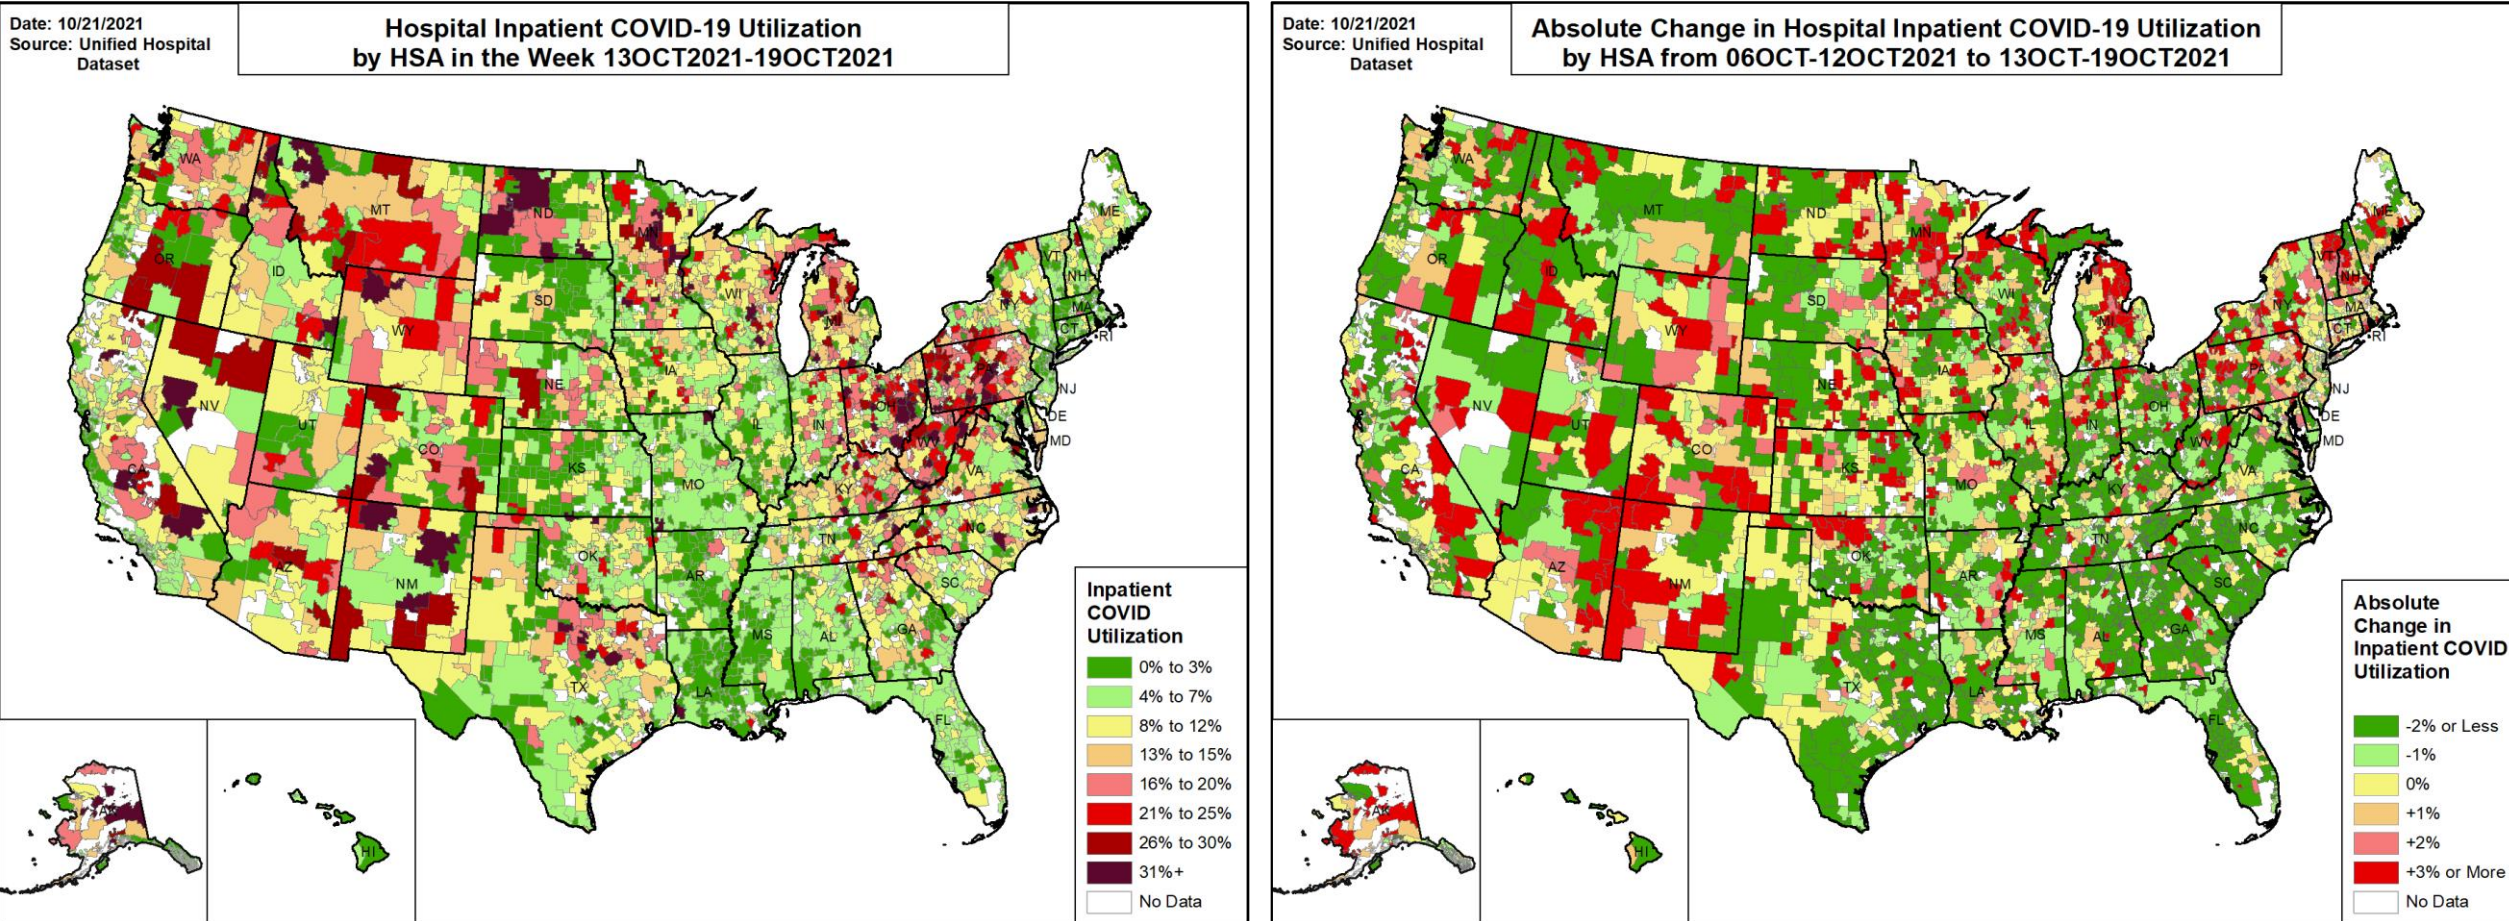 Date: 10/21/2021
Source: Unified Hospital
Dataset
Hospital Inpatient COVID-19 Utilization
by HSA in the Week 13OCT2021-19OCT2021
WA
MT
ND
MN
ME
OR
ID
WY
SD
WI
MI
VT
NH
NY
MA
CT
RI
NV
UT
CO
NE
IA
IL
IN
OH
PA
NJ
DE
MD
WV
VA
CA
KS
MO
KY
AZ
NM
OK
AR
TN
NC
SC
TX
LA
MS
AL
GA
FL
AK
HI
Inpatient
COVID
Utilization
0% to 3%
4% to 7%
8% to 12%
13% to 15%
16% to 20%
21% to 25%
26% to 30%
31%+
No Data
Date: 10/21/2021
Source: Unified Hospital
Dataset
Absolute Change in Hospital Inpatient COVID-19 Utilization
by HSA from 06OCT-12OCT2021 to 13OCT-19OCT2021
WA
MT
ND
MN
ME
OR
ID
WY
SD
WI
MI
VT
NH
NY
MA
CT
RI
NV
UT
CO
NE
IA
IL
IN
OH
PA
NJ
DE
MD
WV
VA
CA
KS
MO
KY
AZ
NM
OK
AR
TN
NC
SC
TX
LA
MS
AL
GA
FL
AK
HI
Absolute
Change in
Inpatient COVID
Utilization
-2% or Less
-1%
0%
+1%
+2%
+3% or More
No Data